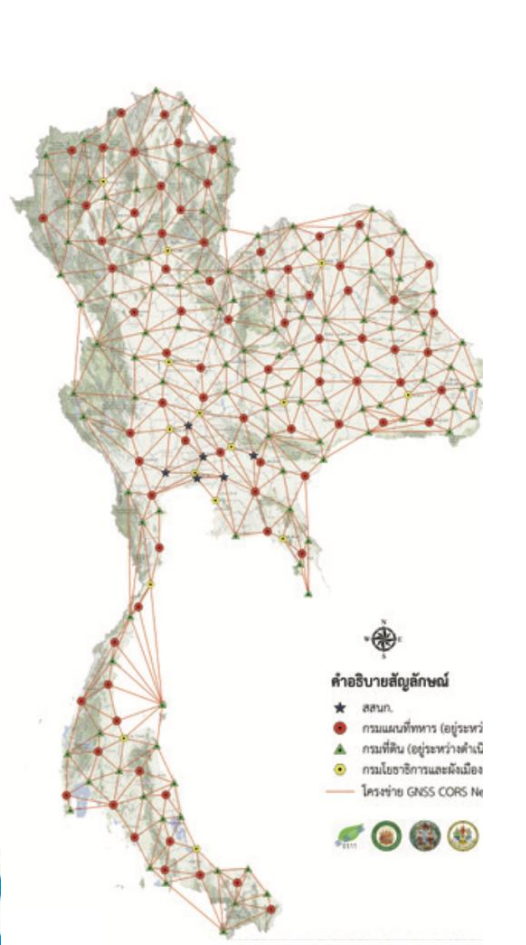 N
W E
S
คำอธิบายสัญลักษณ์
สสนก.
กรมแผนที่ทหาร (อยู่ระหว่
กรมที่ดิน (อยู่ระหว่างดำเนิ
กรมโยธาธิการและผังเมือง
โครงข่าย GNSS CORS Ne